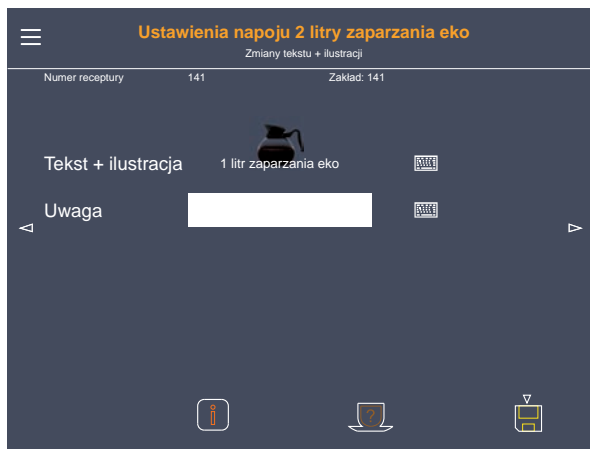 Ustawienia napoju 2 litry zaparzania eko
Zmiany tekstu + ilustracji
Numer receptury 141 Zakład: 141
Tekst + ilustracja 1 litr zaparzania eko
Uwaga
i ?